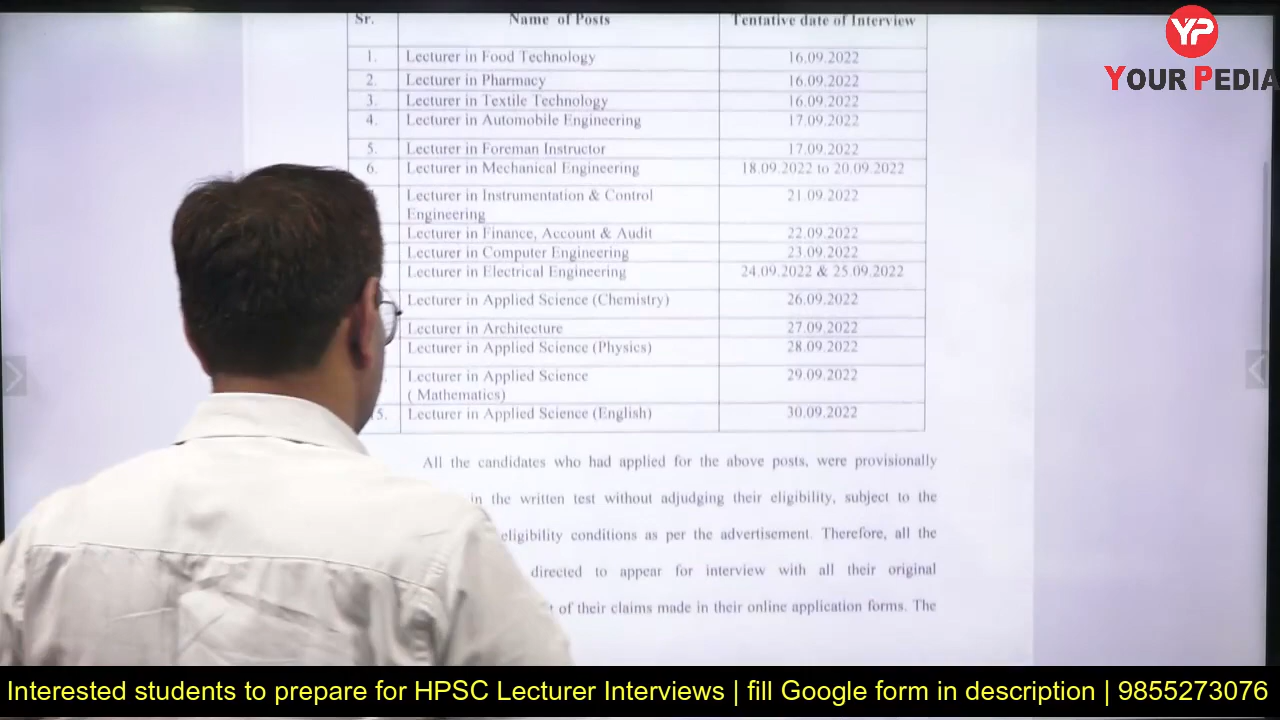 Sr. Name of Posts Tentative date of Interview
1. Lecturer in Food Technology 16.09.2022
2. Lecturer in Pharmacy 16.09.2022
3. Lecturer in Textile Technology 16.09.2022
4. Lecturer in Automobile Engineering 17.09.2022
5. Lecturer in Foreman Instructor 17.09.2022
6. Lecturer in Mechanical Engineering 18.09.2022 to 20.09.2022
Lecturer in Instrumentation & Control 21.09.2022
Engineering
Lecturer in Finance, Account & Audit 22.09.2022
Lecturer in Computer Engineering 23.09.2022
Lecturer in Electrical Engineering 24.09.2022 & 25.09.2022
Lecturer in Applied Science (Chemistry) 26.09.2022
Lecturer in Architecture 27.09.2022
Lecturer in Applied Science (Physics) 28.09.2022
Lecturer in Applied Science 29.09.2022
( Mathematics)
15. Lecturer in Applied Science (English) 30.09.2022
All the candidates who had applied for the above posts, were provisionally
in the written test without adjudging their eligibility, subject to the
eligibility conditions as per the advertisement. Therefore, all the
directed to appear for interview with all their original
of their claims made in their online application forms. The
YP
YOUR PEDIA
Interested students to prepare for HPSC Lecturer Interviews | fill Google form in description | 9855273076